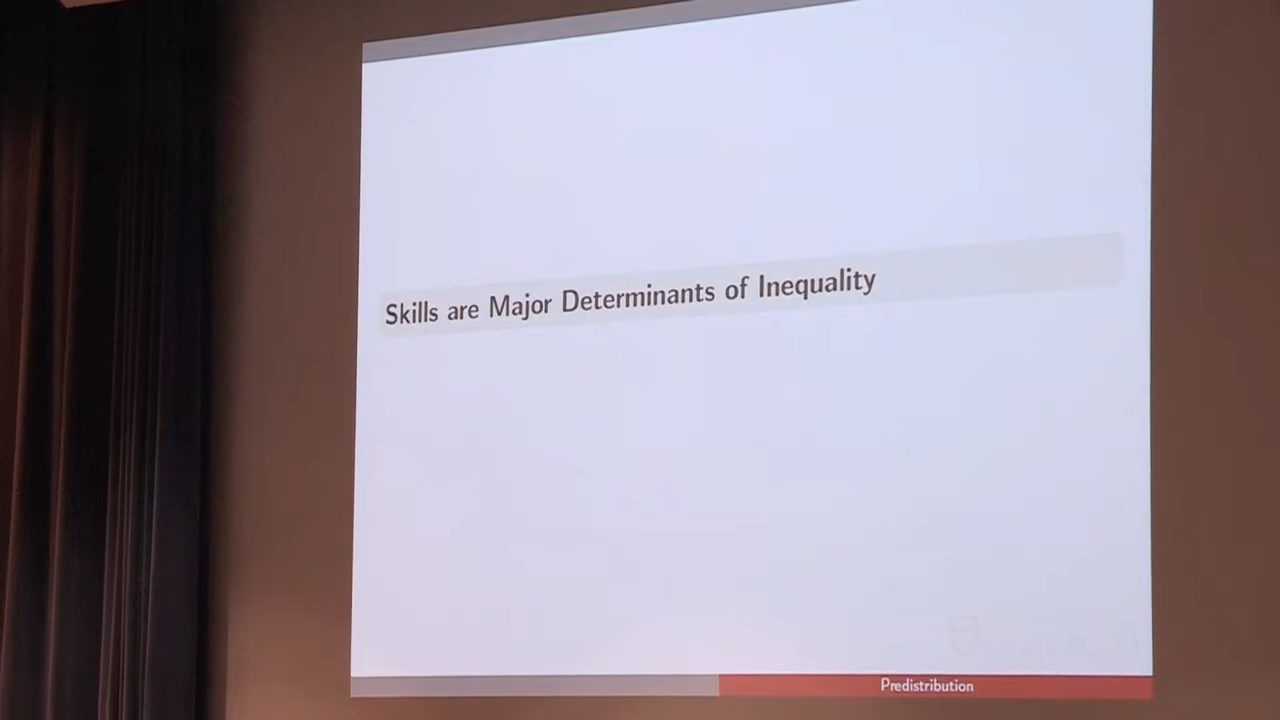 Skills are Major Determinants of Inequality
Predistribution